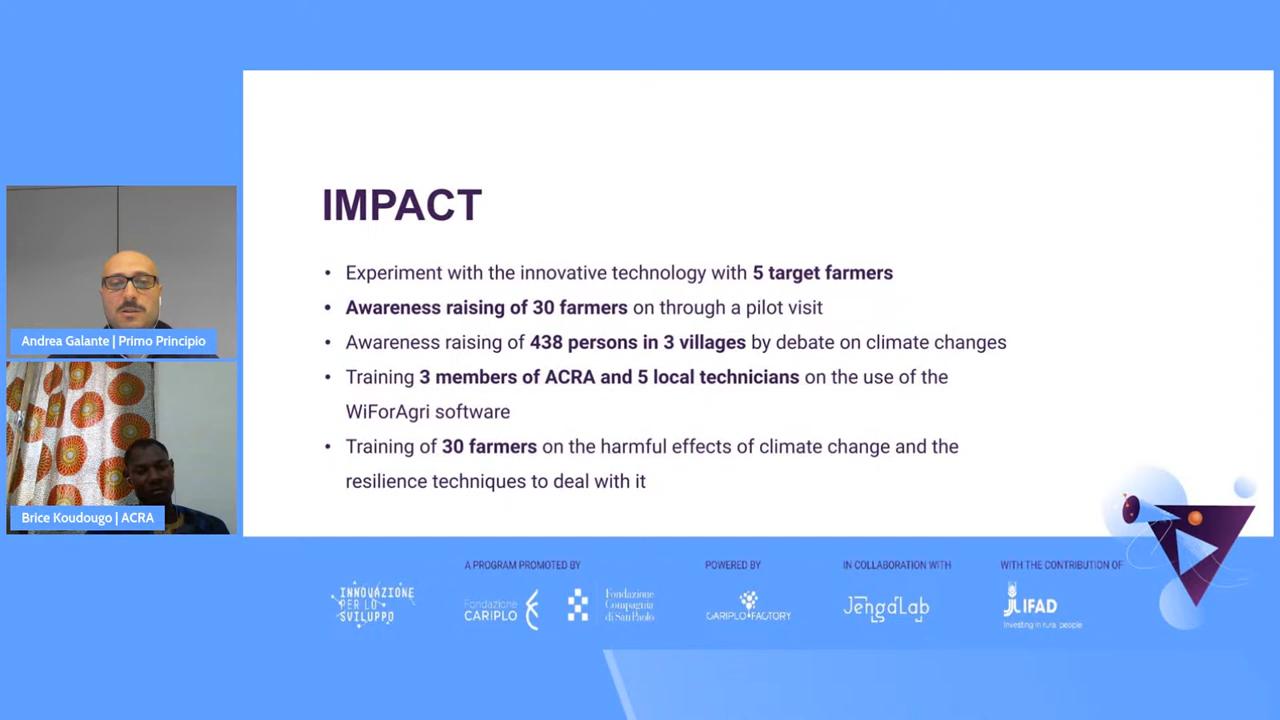 IMPACT
• Experiment with the innovative technology with 5 target farmers
• Awareness raising of 30 farmers on through a pilot visit
• Awareness raising of 438 persons in 3 villages by debate on climate changes
• Training 3 members of ACRA and 5 local technicians on the use of the
WiForAgri software
• Training of 30 farmers on the harmful effects of climate change and the
resilience techniques to deal with it
Andrea Galante | Primo Principio
Brice Koudougo | ACRA
INNOVAZIONE
PER LO
SVILUPPO
A PROGRAM PROMOTED BY
Fondazione
CARIPLO
Fondazione
Compagnia
di San Paolo
POWERED BY
CARIPLO FACTORY
IN COLLABORATION WITH
JengaLab
WITH THE CONTRIBUTION OF
JLIFAD
Investing in rural people